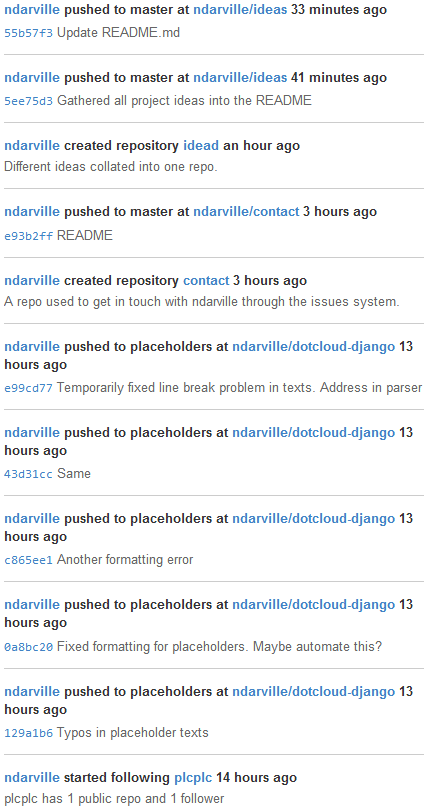 ndarville pushed to master at ndarville/ideas 33 minutes ago
55b57f3 Update README.md
ndarville pushed to master at ndarville/ideas 41 minutes ago
5ee75d3 Gathered all project ideas into the README
ndarville created repository idead an hour ago
Different ideas collated into one repo.
ndarville pushed to master at ndarville/contact 3 hours ago
e93b2ff README
ndarville created repository contact 3 hours ago
A repo used to get in touch with ndarville through the issues system.
ndarville pushed to placeholders at ndarville/dotcloud-django 13
hours ago
e99cd77 Temporarily fixed line break problem in texts. Address in parser
ndarville pushed to placeholders at ndarville/dotcloud-django 13
hours ago
43d31cc Same
ndarville pushed to placeholders at ndarville/dotcloud-django 13
hours ago
c865ee1 Another formatting error
ndarville pushed to placeholders at ndarville/dotcloud-django 13
hours ago
0a8bc20 Fixed formatting for placeholders. Maybe automate this?
ndarville pushed to placeholders at ndarville/dotcloud-django 13
hours ago
129a1b6 Typos in placeholder texts
ndarville started following plcplc 14 hours ago
plcplc has 1 public repo and 1 follower